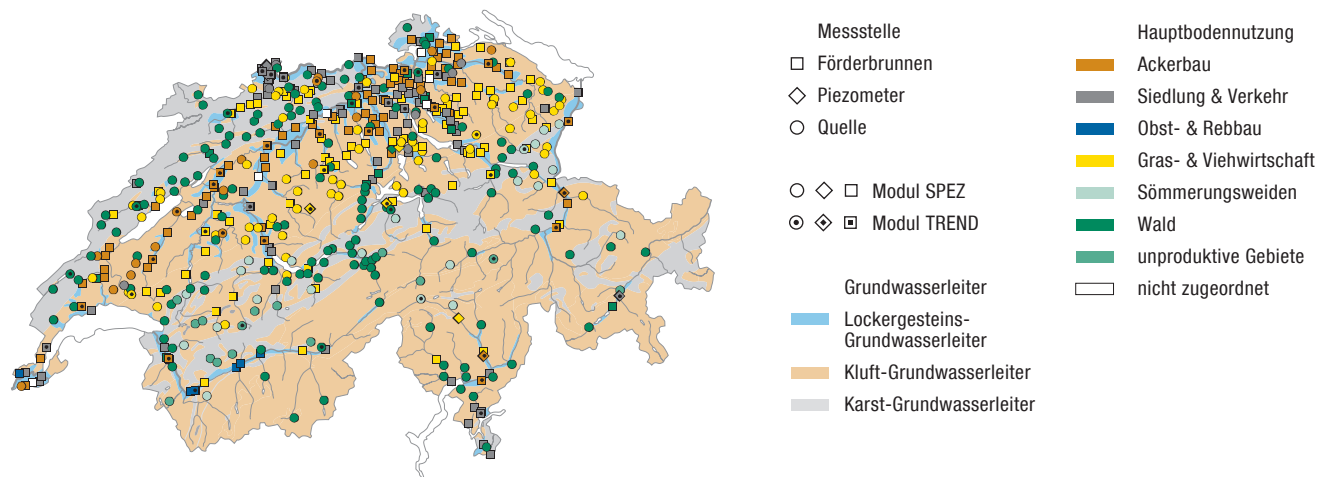 Messstelle
Förderbrunnen
Piezometer
Quelle
Modul SPEZ
Modul TREND
Grundwasserleiter
Lockergesteins-
Grundwasserleiter
Kluft-Grundwasserleiter
Karst-Grundwasserleiter
Hauptbodennutzung
Ackerbau
Siedlung & Verkehr
Obst- & Rebbau
Gras- & Viehwirtschaft
Sömmerungsweiden
Wald
unproduktive Gebiete
nicht zugeordnet